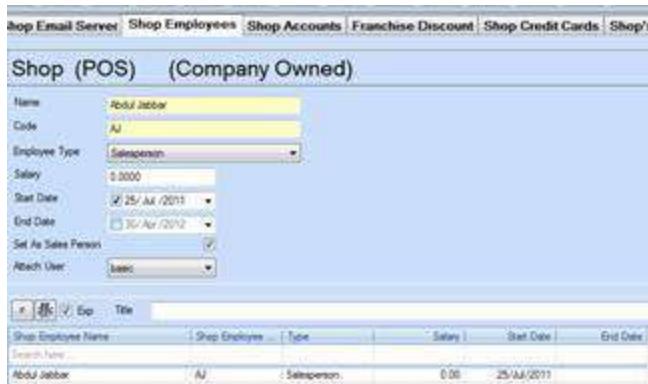 hop Email Server Shop Employees Shop Accounts Franchise Discount Shop Credit Cards Shop's
Shop (POS) (Company Owned)
Name Abdul Jabbar
Code AJ
Employee Type Salesperson
Salary 0.0000
Start Date 25/ Jul /2011
End Date 30/ Apr /2012
Set As Sales Person
Attach User basic
Exp Title
Shop Employee Name Shop Employee ... Type Salary Start Date End Date
Search here ...
Abdul Jabbar AJ Salesperson 0.00 25/Jul/2011